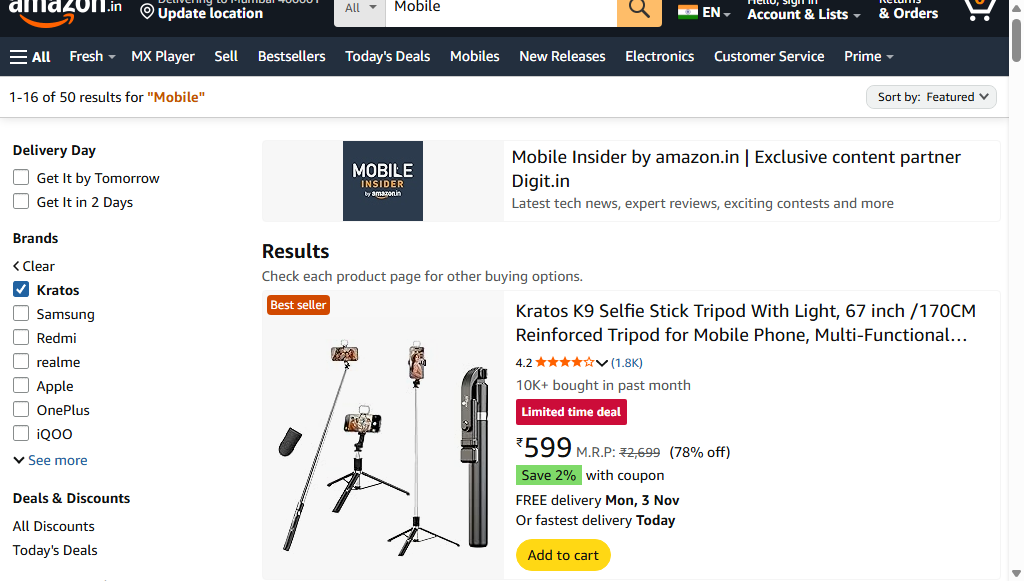 amazon.in
Delivering to Mumbai 400001
Update location
All
Mobile
EN
Hello, sign in
Account & Lists
Returns
& Orders
All
Fresh
MX Player
Sell
Bestsellers
Today's Deals
Mobiles
New Releases
Electronics
Customer Service
Prime
1-16 of 50 results for "Mobile"
Sort by: Featured
Delivery Day
Get It by Tomorrow
Get It in 2 Days
Brands
Clear
Kratos
Samsung
Redmi
realme
Apple
OnePlus
iQOO
See more
Deals & Discounts
All Discounts
Today's Deals
MOBILE
INSIDER
by amazon.in
Mobile Insider by amazon.in | Exclusive content partner
Digit.in
Latest tech news, expert reviews, exciting contests and more
Results
Check each product page for other buying options.
Best seller
Kratos K9 Selfie Stick Tripod With Light, 67 inch /170CM
Reinforced Tripod for Mobile Phone, Multi-Functional…
4.2 (1.8K)
10K+ bought in past month
Limited time deal
₹599 M.R.P: ₹2,699 (78% off)
Save 2% with coupon
FREE delivery Mon, 3 Nov
Or fastest delivery Today
Add to cart